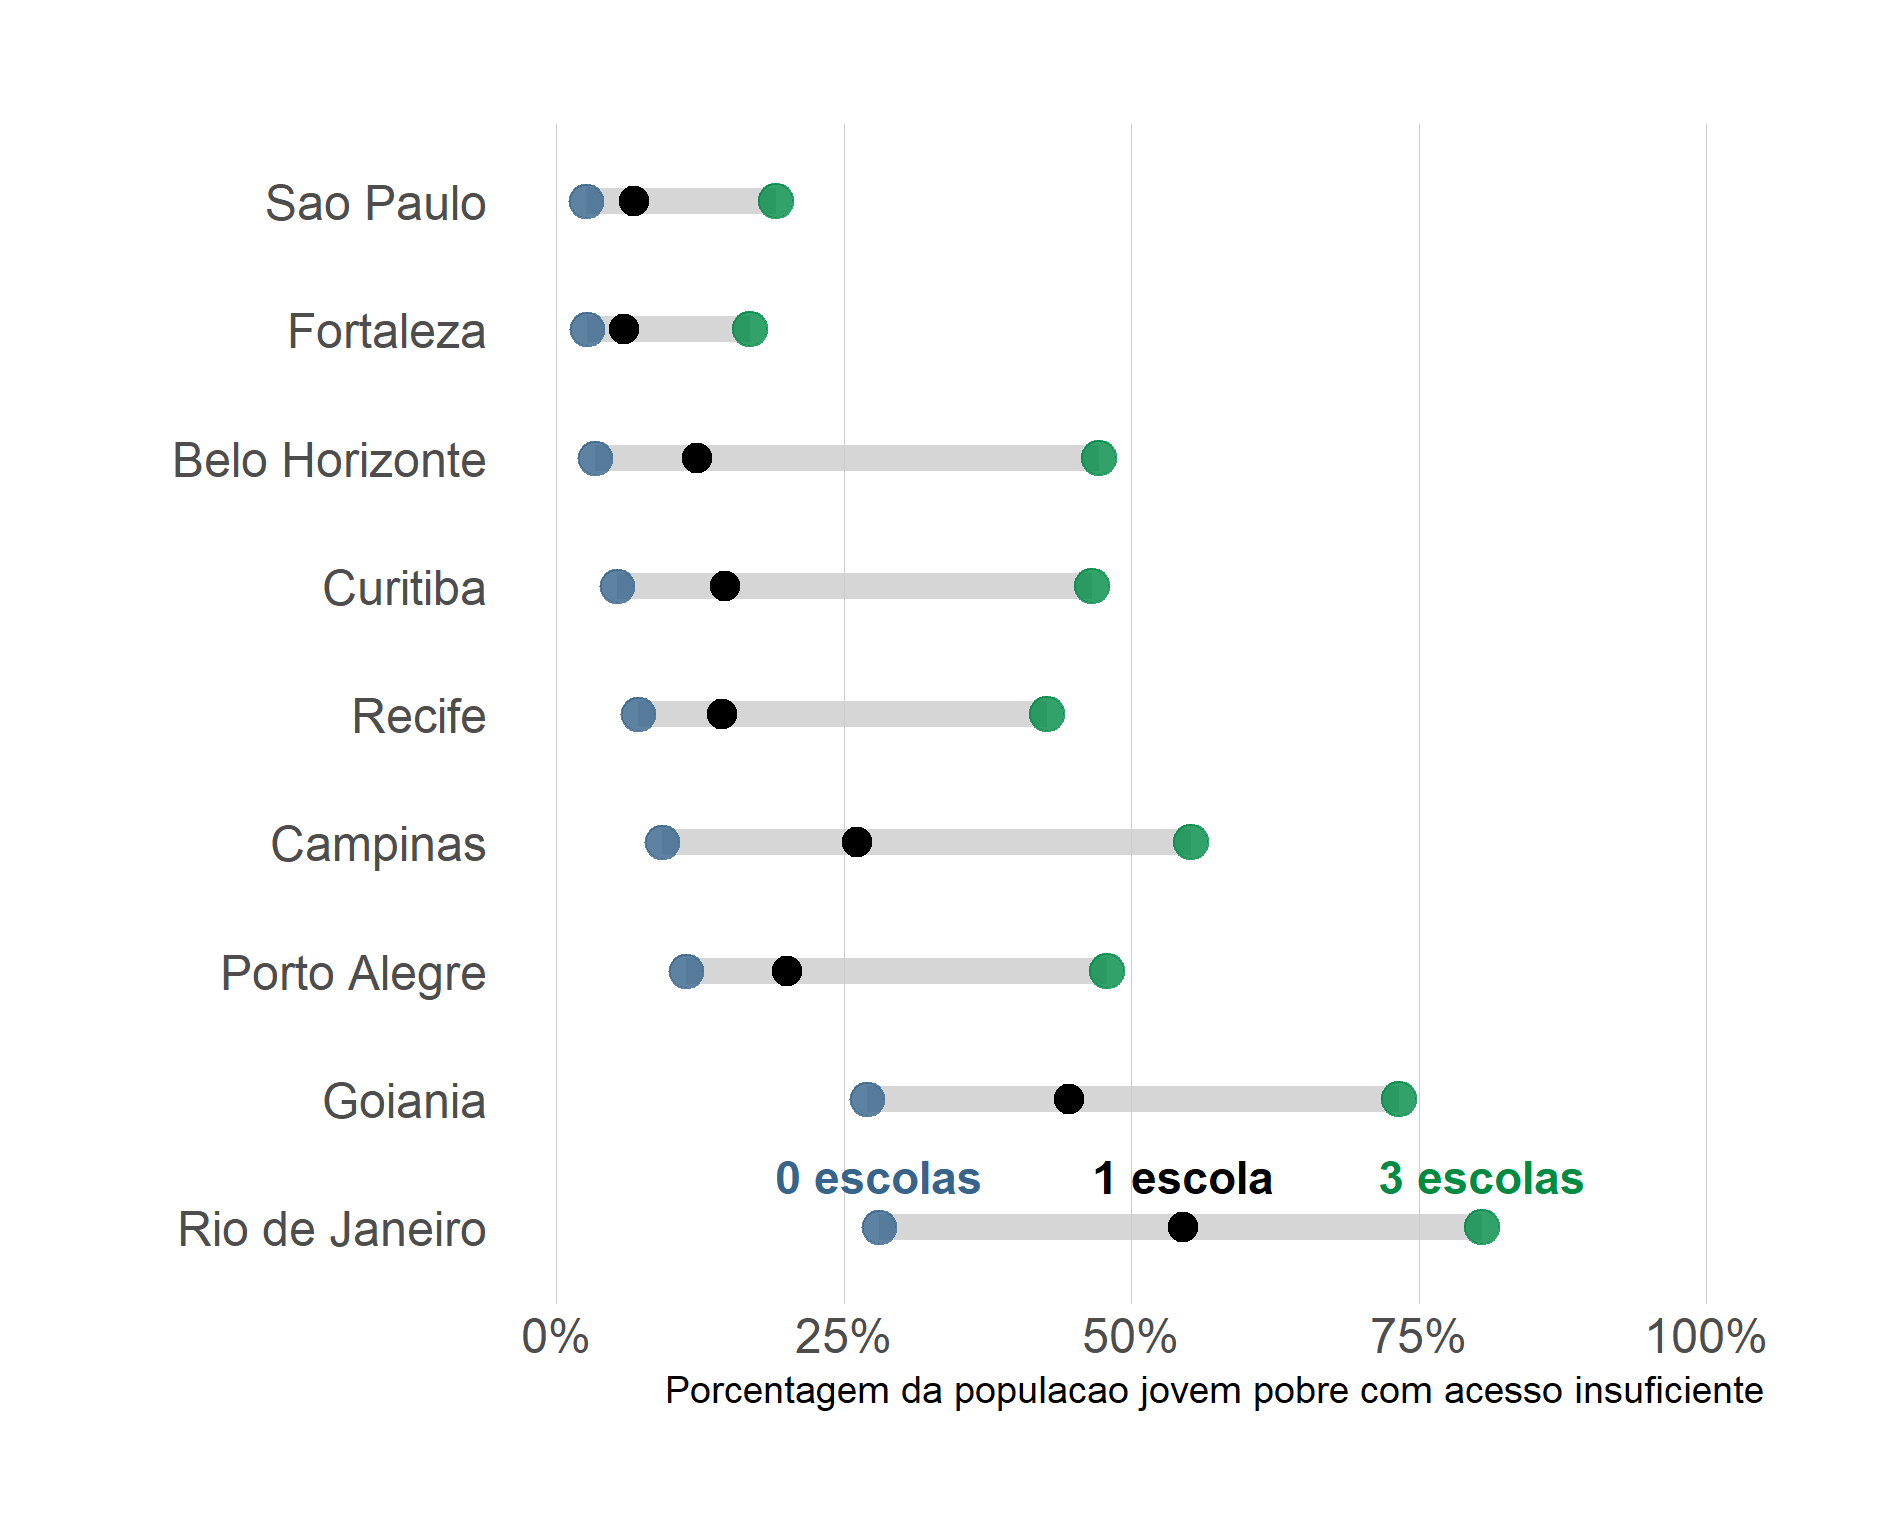 Sao Paulo
Fortaleza
Belo Horizonte
Curitiba
Recife
Campinas
Porto Alegre
Goiania
0 escolas 1 escola 3 escolas
Rio de Janeiro
0% 25% 50% 75% 100%
Porcentagem da populacao jovem pobre com acesso insuficiente